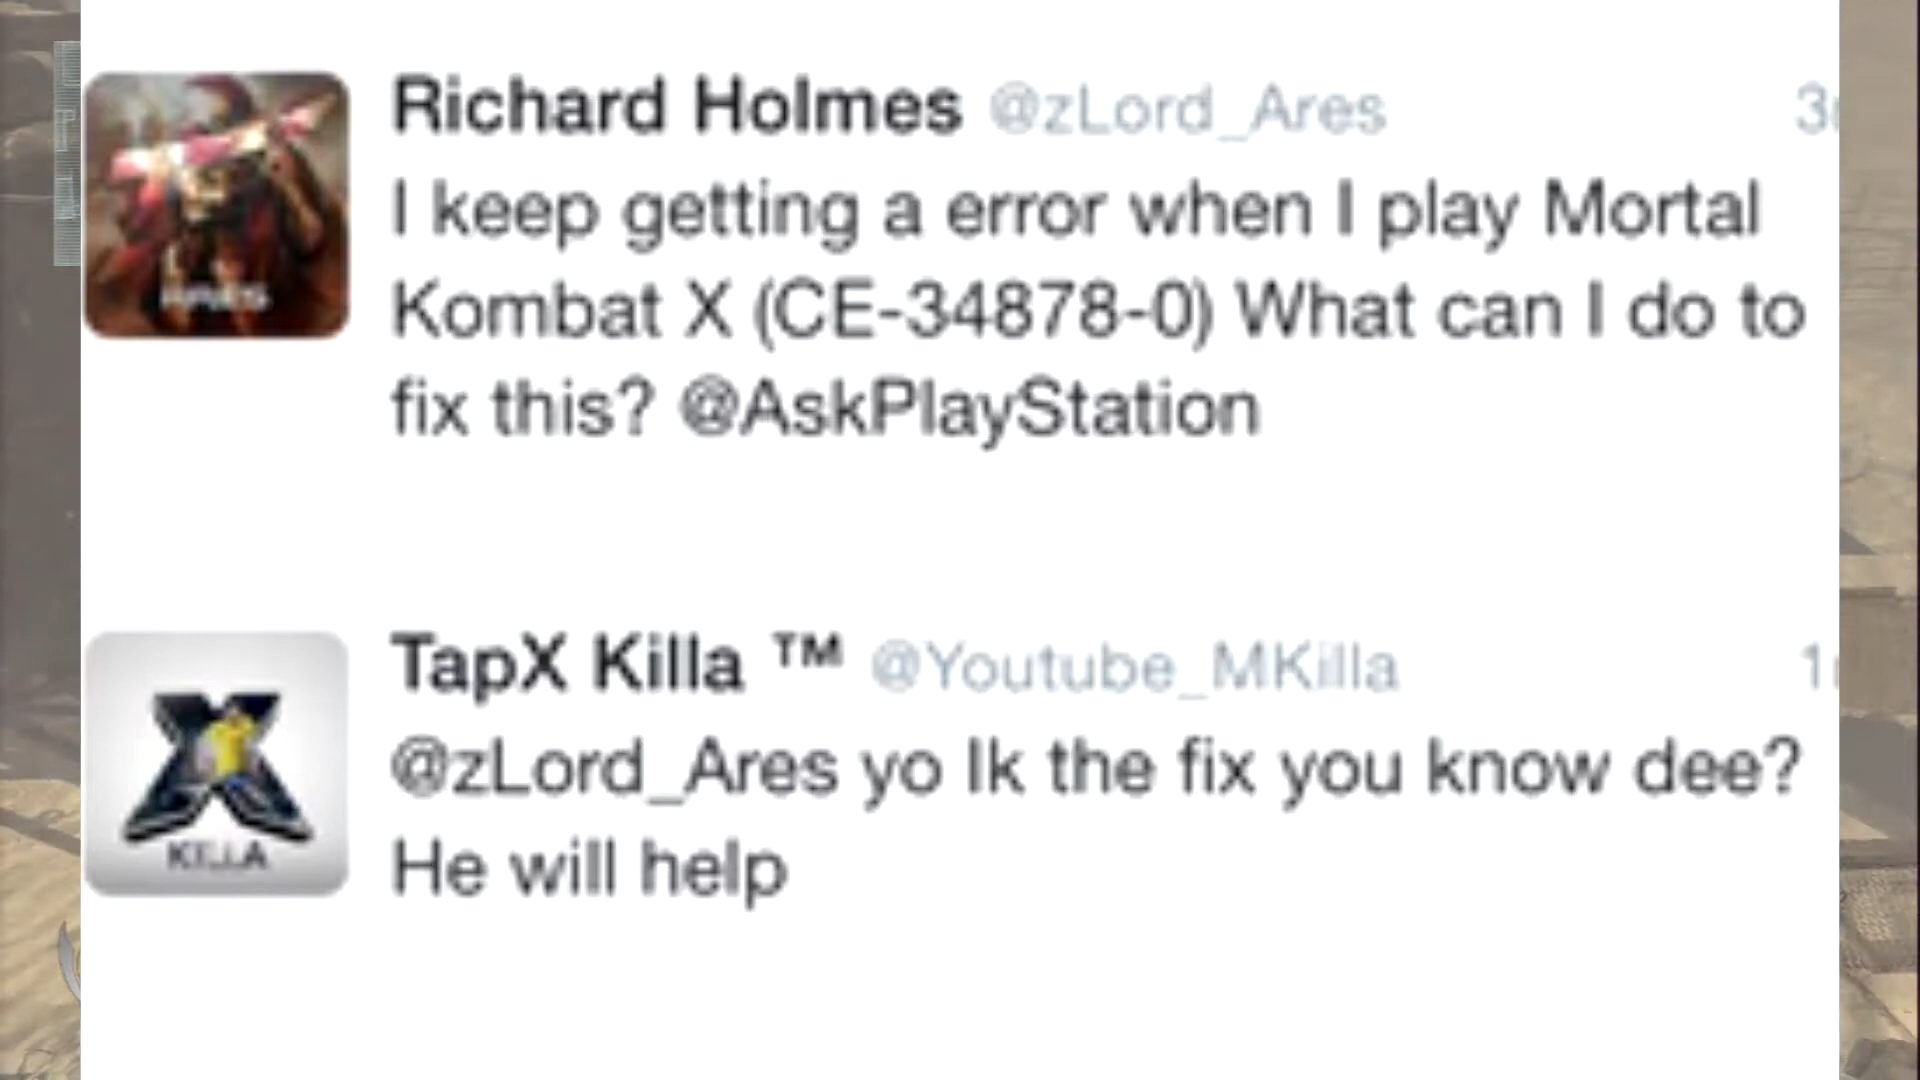 Richard Holmes @zLord_Ares
I keep getting a error when I play Mortal
Kombat X (CE-34878-0) What can I do to
fix this? @AskPlayStation
TapX Killa ™ @Youtube_MKilla
@zLord_Ares yo Ik the fix you know dee?
He will help
KILLA